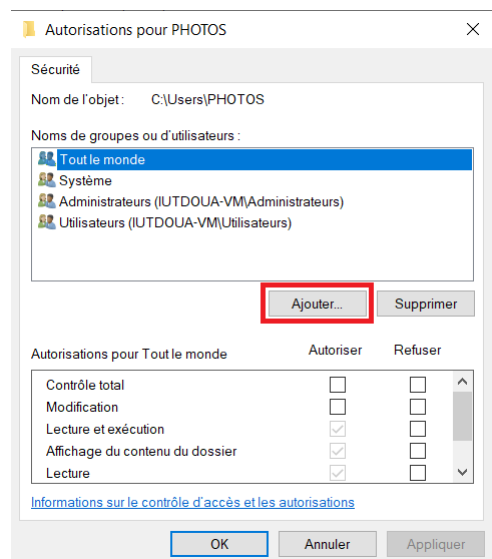 Autorisations pour PHOTOS
Sécurité
Nom de l'objet : C:\Users\PHOTOS
Noms de groupes ou d'utilisateurs :
Tout le monde
Système
Administrateurs (IUTDOUA-VM\Administrateurs)
Utilisateurs (IUTDOUA-VM\Utilisateurs)
Ajouter... Supprimer
Autorisations pour Tout le monde Autoriser Refuser
Contrôle total
Modification
Lecture et exécution
Affichage du contenu du dossier
Lecture
Informations sur le contrôle d'accès et les autorisations
OK Annuler Appliquer